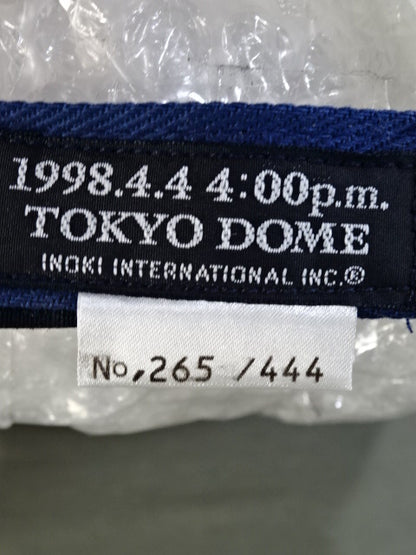 1998.4.4 4:00p.m.
TOKYO DOME
INOKI INTERNATIONAL INC.®
No,265 /444